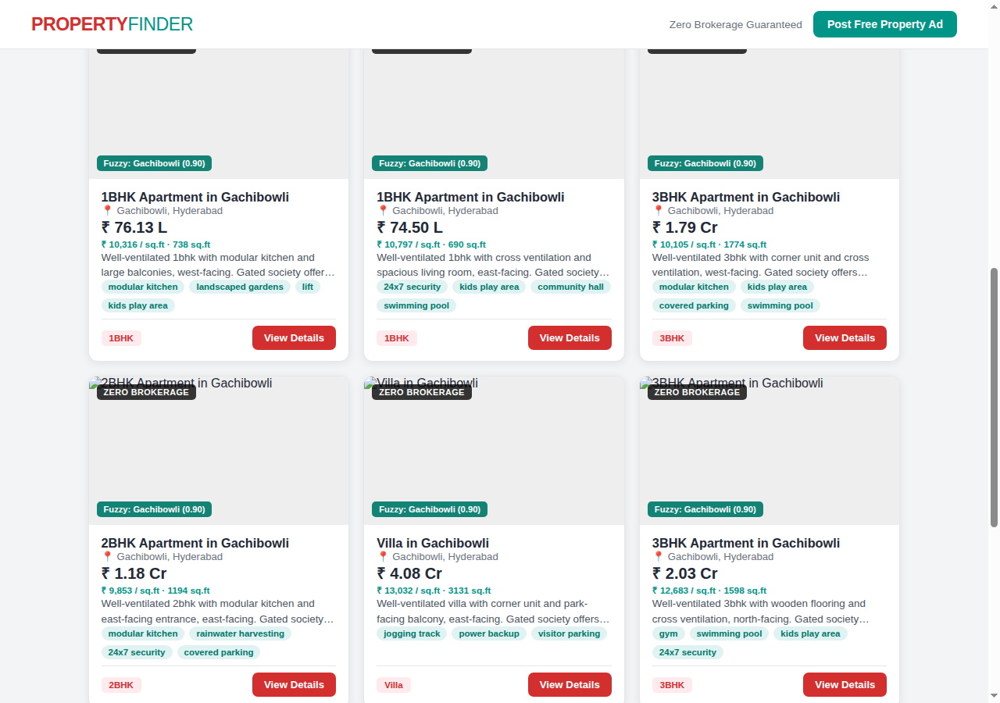 PROPERTYFINDER
Zero Brokerage Guaranteed
Post Free Property Ad
Fuzzy: Gachibowli (0.90)
Fuzzy: Gachibowli (0.90)
Fuzzy: Gachibowli (0.90)
1BHK Apartment in Gachibowli
📍 Gachibowli, Hyderabad
₹ 76.13 L
₹ 10,316 / sq.ft · 738 sq.ft
Well-ventilated 1bhk with modular kitchen and
large balconies, west-facing. Gated society offer…
modular kitchen
landscaped gardens
lift
kids play area
1BHK
View Details
1BHK Apartment in Gachibowli
📍 Gachibowli, Hyderabad
₹ 74.50 L
₹ 10,797 / sq.ft · 690 sq.ft
Well-ventilated 1bhk with cross ventilation and
spacious living room, east-facing. Gated society…
24x7 security
kids play area
community hall
swimming pool
1BHK
View Details
3BHK Apartment in Gachibowli
📍 Gachibowli, Hyderabad
₹ 1.79 Cr
₹ 10,105 / sq.ft · 1774 sq.ft
Well-ventilated 3bhk with corner unit and cross
ventilation, west-facing. Gated society offers…
modular kitchen
kids play area
covered parking
swimming pool
3BHK
View Details
2BHK Apartment in Gachibowli
ZERO BROKERAGE
Fuzzy: Gachibowli (0.90)
2BHK Apartment in Gachibowli
📍 Gachibowli, Hyderabad
₹ 1.18 Cr
₹ 9,853 / sq.ft · 1194 sq.ft
Well-ventilated 2bhk with modular kitchen and
east-facing entrance, east-facing. Gated society…
modular kitchen
rainwater harvesting
24x7 security
covered parking
2BHK
View Details
Villa in Gachibowli
ZERO BROKERAGE
Fuzzy: Gachibowli (0.90)
Villa in Gachibowli
📍 Gachibowli, Hyderabad
₹ 4.08 Cr
₹ 13,032 / sq.ft · 3131 sq.ft
Well-ventilated villa with corner unit and park-
facing balcony, east-facing. Gated society offers…
jogging track
power backup
visitor parking
Villa
View Details
3BHK Apartment in Gachibowli
ZERO BROKERAGE
Fuzzy: Gachibowli (0.90)
3BHK Apartment in Gachibowli
📍 Gachibowli, Hyderabad
₹ 2.03 Cr
₹ 12,683 / sq.ft · 1598 sq.ft
Well-ventilated 3bhk with wooden flooring and
cross ventilation, north-facing. Gated society…
gym
swimming pool
kids play area
24x7 security
3BHK
View Details